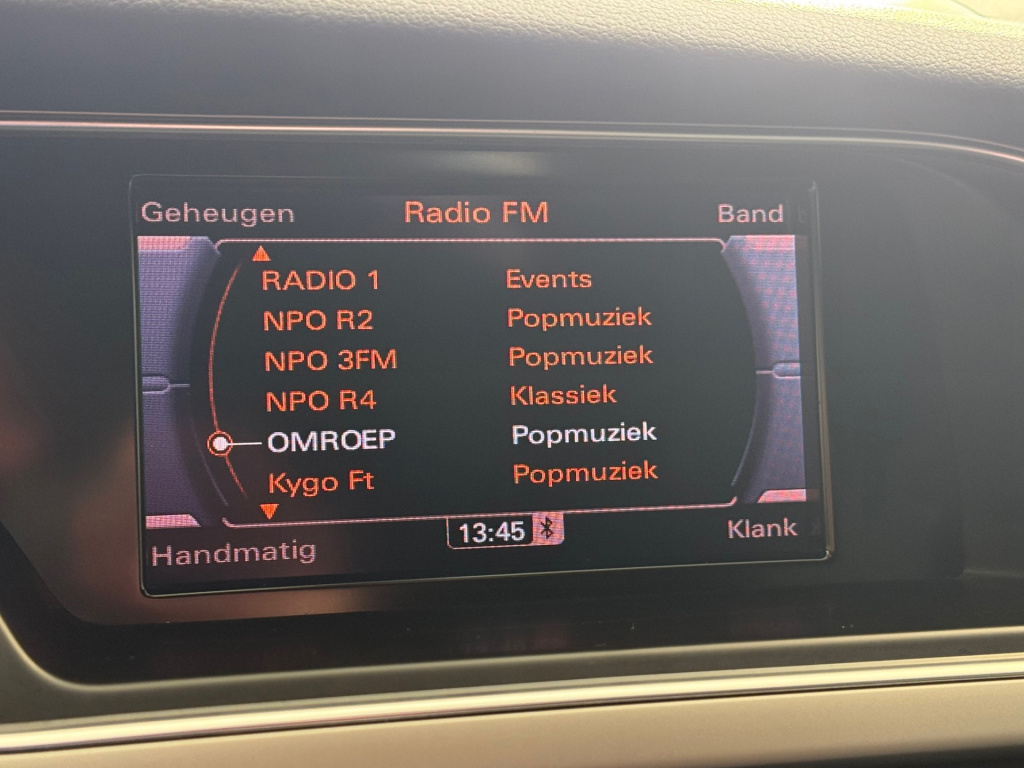 Geheugen Radio FM Band
RADIO 1 Events
NPO R2 Popmuziek
NPO 3FM Popmuziek
NPO R4 Klassiek
OMROEP Popmuziek
Kygo Ft Popmuziek
Handmatig 13:45 Klank